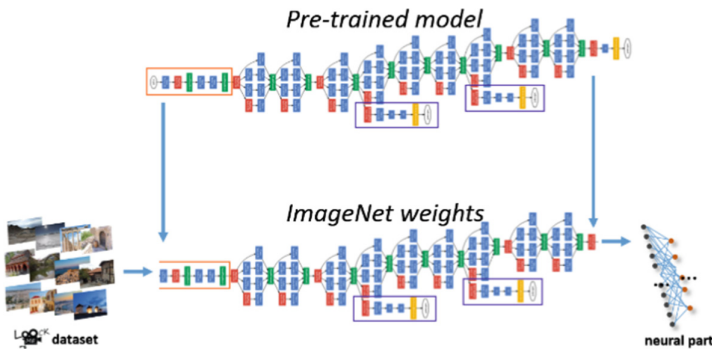 Pre-trained model
ImageNet weights
dataset
neural part